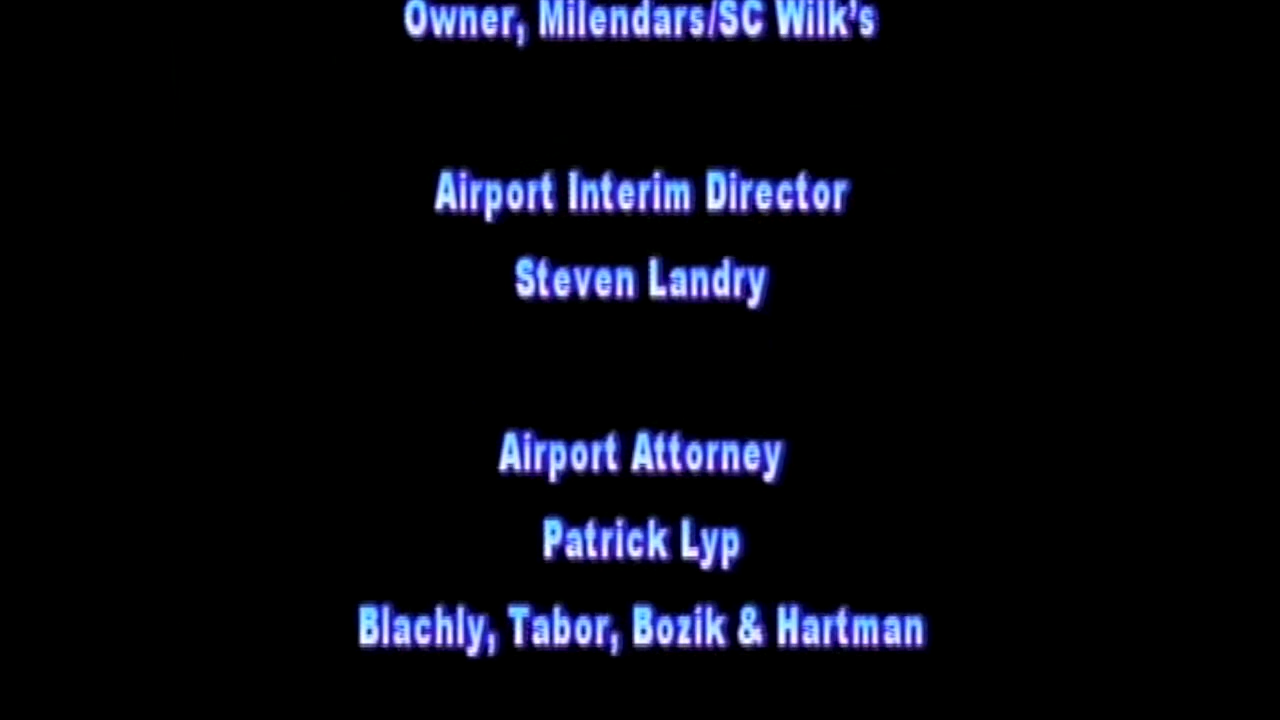 Owner, Milendars/SC Wilk's
Airport Interim Director
Steven Landry
Airport Attorney
Patrick Lyp
Blachly, Tabor, Bozik & Hartman